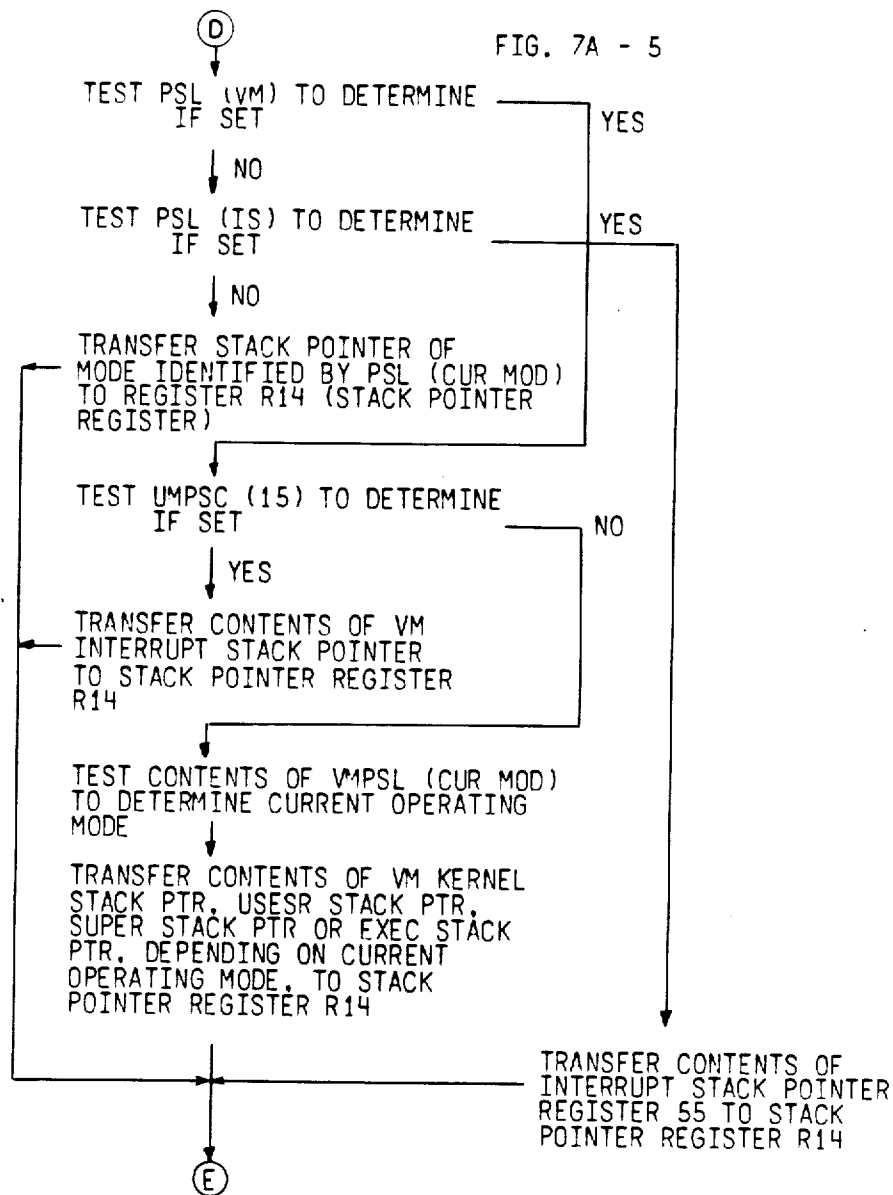 D
FIG. 7A - 5
TEST PSL (VM) TO DETERMINE
IF SET
YES
NO
TEST PSL (IS) TO DETERMINE
IF SET
YES
NO
TRANSFER STACK POINTER OF
MODE IDENTIFIED BY PSL (CUR MOD)
TO REGISTER R14 (STACK POINTER
REGISTER)
TEST UMPSC (15) TO DETERMINE
IF SET
NO
YES
TRANSFER CONTENTS OF VM
INTERRUPT STACK POINTER
TO STACK POINTER REGISTER
R14
TEST CONTENTS OF VMPSL (CUR MOD)
TO DETERMINE CURRENT OPERATING
MODE
TRANSFER CONTENTS OF VM KERNEL
STACK PTR, USESR STACK PTR,
SUPER STACK PTR OR EXEC STACK
PTR, DEPENDING ON CURRENT
OPERATING MODE, TO STACK
POINTER REGISTER R14
TRANSFER CONTENTS OF
INTERRUPT STACK POINTER
REGISTER 55 TO STACK
POINTER REGISTER R14
E